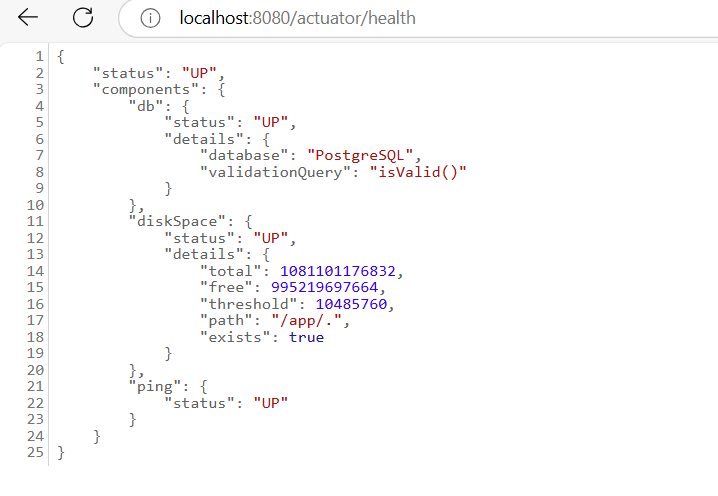 localhost:8080/actuator/health
1 {
2     "status": "UP",
3     "components": {
4         "db": {
5             "status": "UP",
6             "details": {
7                 "database": "PostgreSQL",
8                 "validationQuery": "isValid()"
9             }
10         },
11         "diskSpace": {
12             "status": "UP",
13             "details": {
14                 "total": 1081101176832,
15                 "free": 995219697664,
16                 "threshold": 10485760,
17                 "path": "/app/.",
18                 "exists": true
19             }
20         },
21         "ping": {
22             "status": "UP"
23         }
24     }
25 }